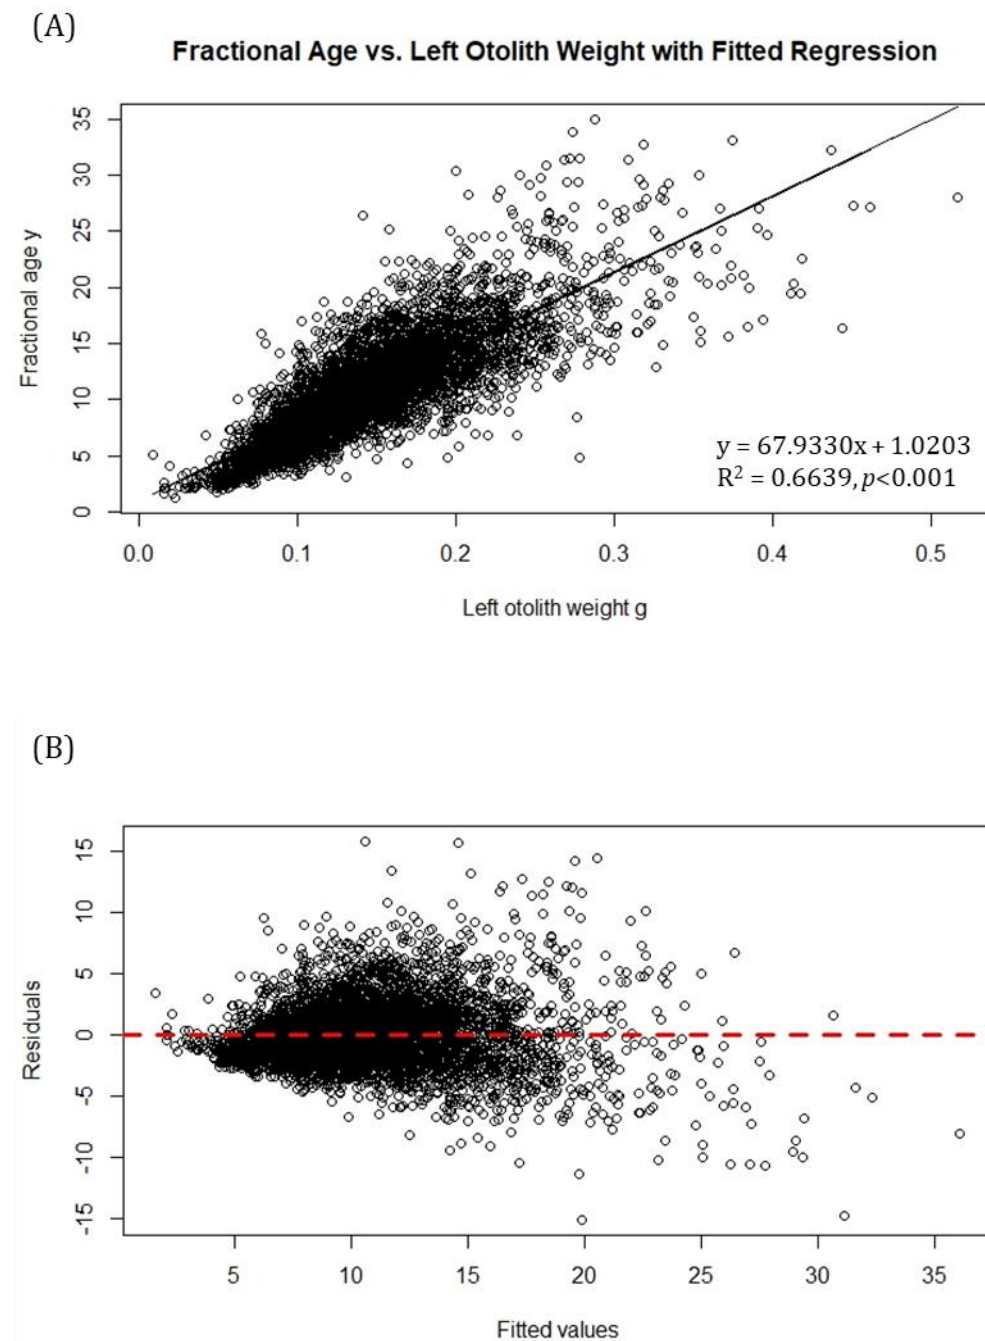 (A)
Fractional Age vs. Left Otolith Weight with Fitted Regression
Fractional age y
35
30
25
20
15
10
5
0
y = 67.9330x + 1.0203
R² = 0.6639, p<0.001
0.0 0.1 0.2 0.3 0.4 0.5
Left otolith weight g
(B)
Residuals
15
10
5
0
-5
-10
-15
5 10 15 20 25 30 35
Fitted values